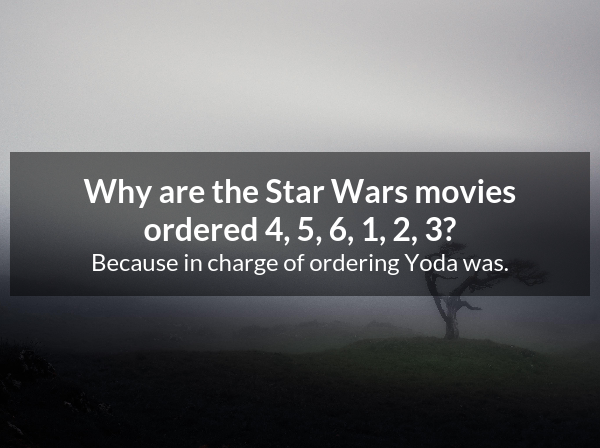 Why are the Star Wars movies
ordered 4, 5, 6, 1, 2, 3?
Because in charge of ordering Yoda was.